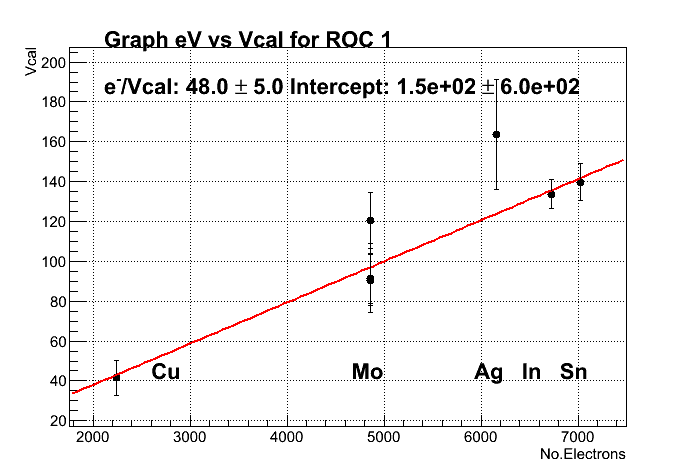 Graph eV vs Vcal for ROC 1
e-/Vcal: 48.0 ± 5.0 Intercept: 1.5e+02 ± 6.0e+02
Vcal
200
180
160
140
120
100
80
60
40
20
Cu Mo Ag In Sn
2000 3000 4000 5000 6000 7000
No.Electrons